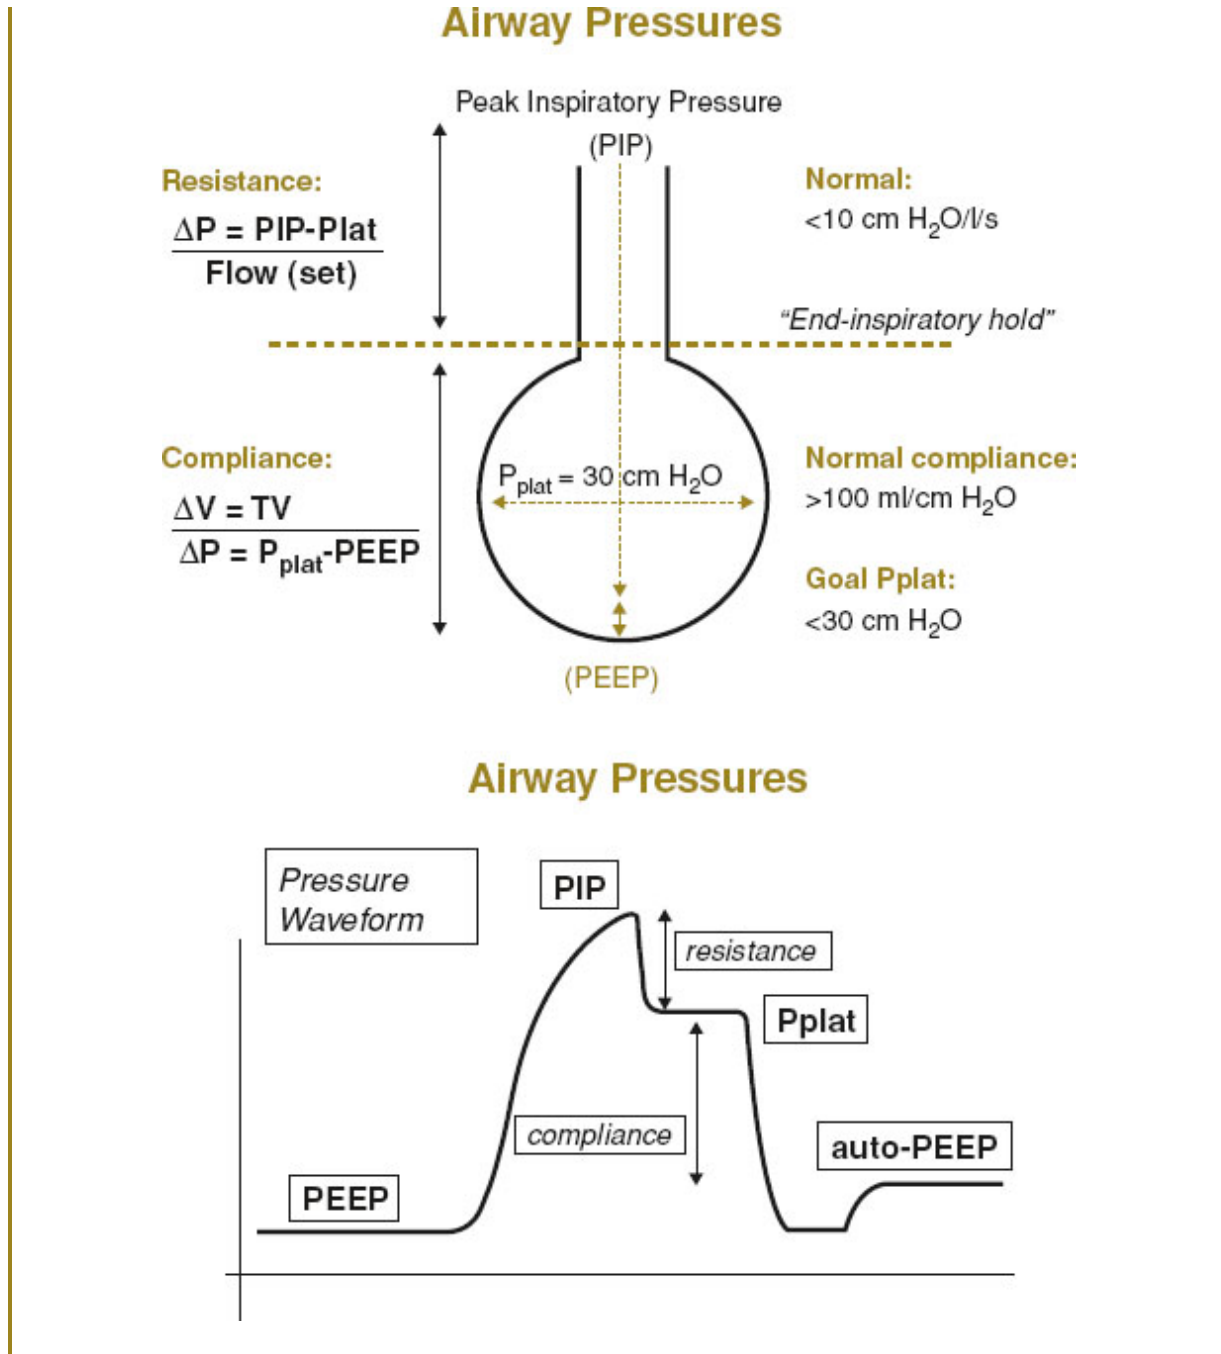 Airway Pressures
Peak Inspiratory Pressure
(PIP)
Resistance:
ΔP = PIP-Plat
Flow (set)
Normal:
<10 cm H₂O/l/s
“End-inspiratory hold”
Compliance:
ΔV = TV
ΔP = Pplat-PEEP
Pplat = 30 cm H₂O
Normal compliance:
>100 ml/cm H₂O
Goal Pplat:
<30 cm H₂O
(PEEP)
Airway Pressures
Pressure
Waveform
PIP
resistance
Pplat
compliance
auto-PEEP
PEEP